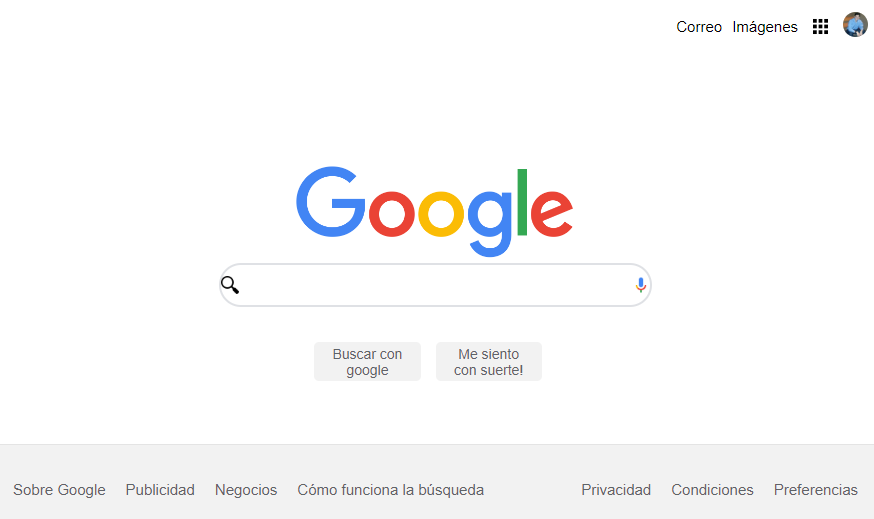 Correo Imágenes
Google
Buscar con
google
Me siento
con suerte!
Sobre Google Publicidad Negocios Cómo funciona la búsqueda Privacidad Condiciones Preferencias